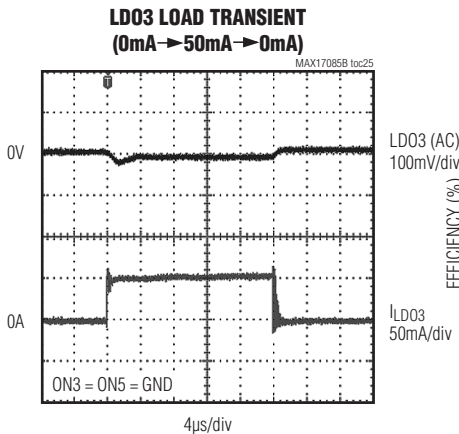 LDO3 LOAD TRANSIENT
(0mA→50mA→0mA)
MAX17085B toc25
T
0V
LDO3 (AC)
100mV/div
EFFICIENCY (%)
0A
ILDO3
50mA/div
ON3 = ON5 = GND
4µs/div